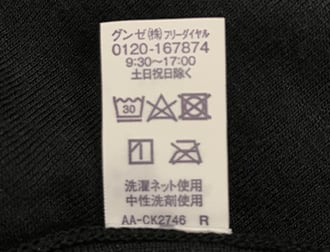 グンゼ(株)フリーダイヤル
0120-167874
9:30～17:00
土日祝日除く
30
洗濯ネット使用
中性洗剤使用
AA-CK2746 R